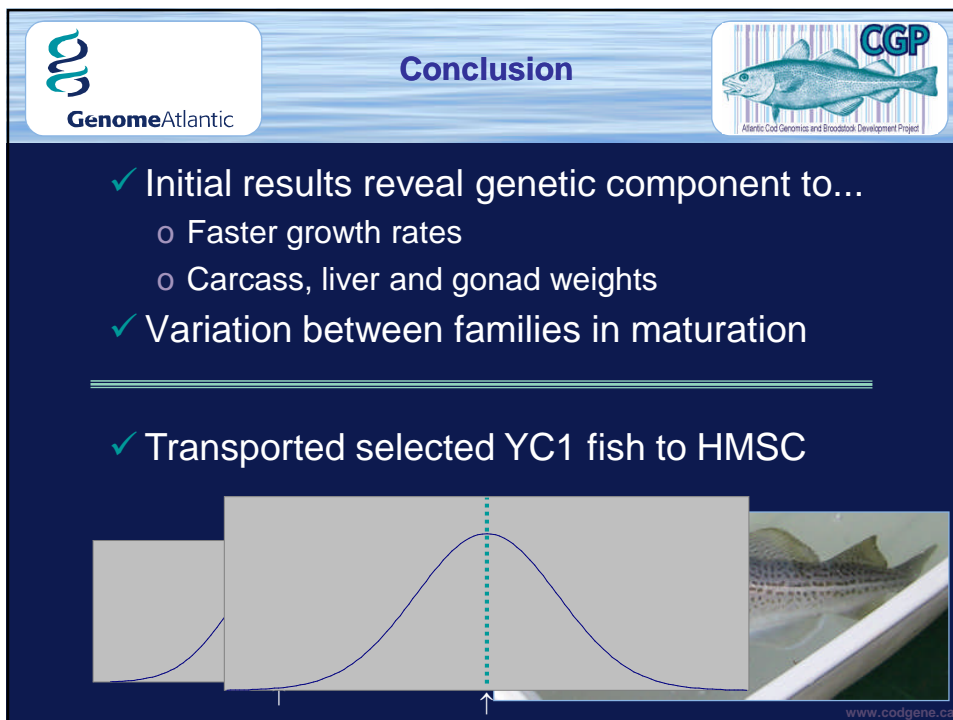 GenomeAtlantic
Conclusion
CGP
Atlantic Cod Genomics and Broodstock Development Project
✓ Initial results reveal genetic component to...
o Faster growth rates
o Carcass, liver and gonad weights
✓ Variation between families in maturation
✓ Transported selected YC1 fish to HMSC
↑
www.codgene.ca